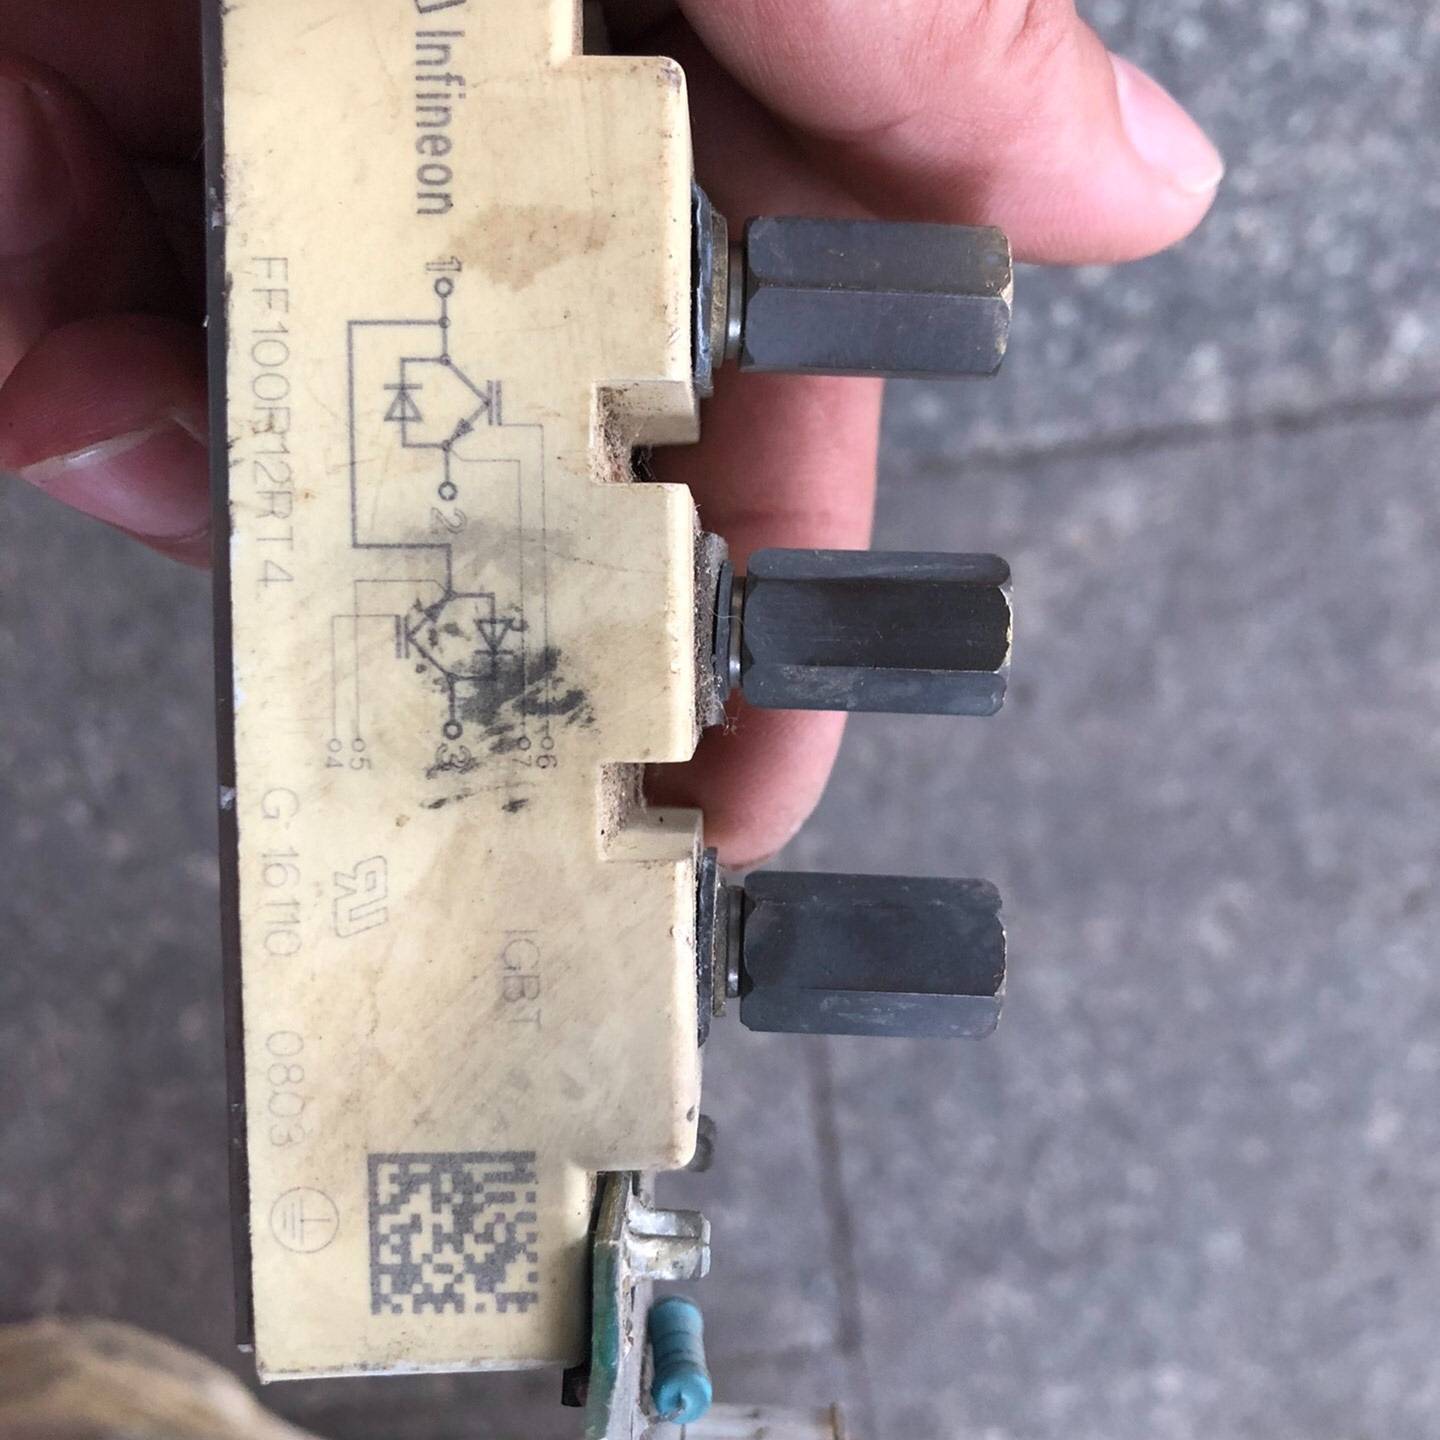 Infineon
1
2
3
7 6
4 5
IGBT
FF100R12RT4
G 16110 0803